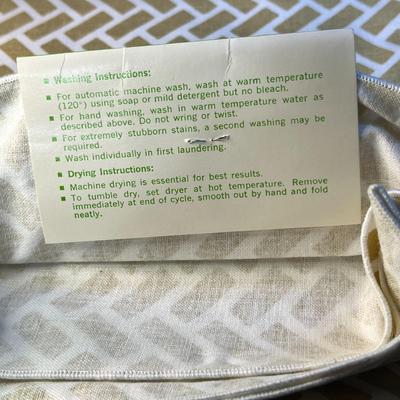 ▪ Washing Instructions:
▪ For automatic machine wash, wash at warm temperature
(120°) using soap or mild detergent but no bleach.
▪ For hand washing, wash in warm temperature water as
described above. Do not wring or twist.
▪ For extremely stubborn stains, a second washing may be
required.
▪ Wash individually in first laundering.
▪ Drying Instructions:
▪ Machine drying is essential for best results.
▪ To tumble dry, set dryer at hot temperature. Remove
immediately at end of cycle, smooth out by hand and fold
neatly.